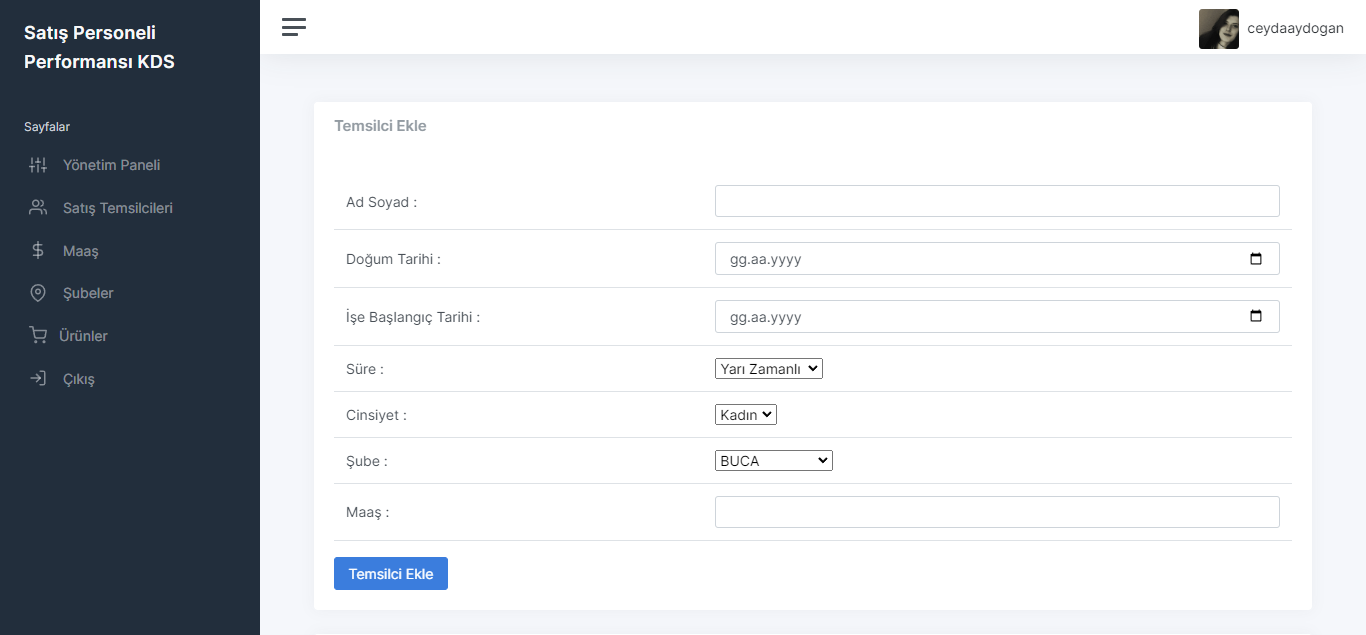 Satış Personeli
Performansı KDS
Sayfalar
Yönetim Paneli
Satış Temsilcileri
Maaş
Şubeler
Ürünler
Çıkış
ceydaaydogan
Temsilci Ekle
Ad Soyad :
Doğum Tarihi : gg.aa.yyyy
İşe Başlangıç Tarihi : gg.aa.yyyy
Süre : Yarı Zamanlı
Cinsiyet : Kadın
Şube : BUCA
Maaş :
Temsilci Ekle